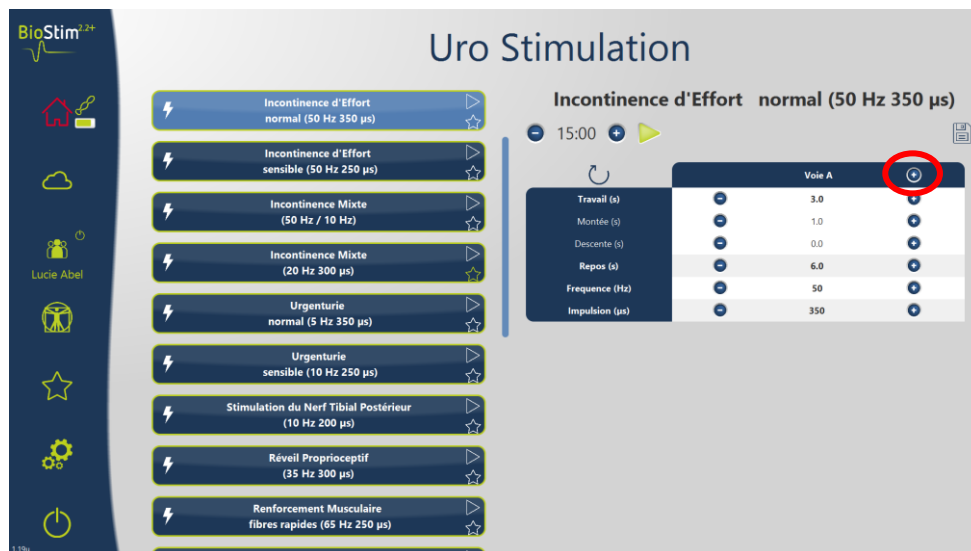 BioStim2.2+
Uro Stimulation
Lucie Abel
1.19u
Incontinence d'Effort
normal (50 Hz 350 µs)
Incontinence d'Effort
sensible (50 Hz 250 µs)
Incontinence Mixte
(50 Hz / 10 Hz)
Incontinence Mixte
(20 Hz 300 µs)
Urgenturie
normal (5 Hz 350 µs)
Urgenturie
sensible (10 Hz 250 µs)
Stimulation du Nerf Tibial Postérieur
(10 Hz 200 µs)
Réveil Proprioceptif
(35 Hz 300 µs)
Renforcement Musculaire
fibres rapides (65 Hz 250 µs)
Incontinence d'Effort normal (50 Hz 350 µs)
15:00
Voie A
Travail (s) 3.0
Montée (s) 1.0
Descente (s) 0.0
Repos (s) 6.0
Frequence (Hz) 50
Impulsion (µs) 350